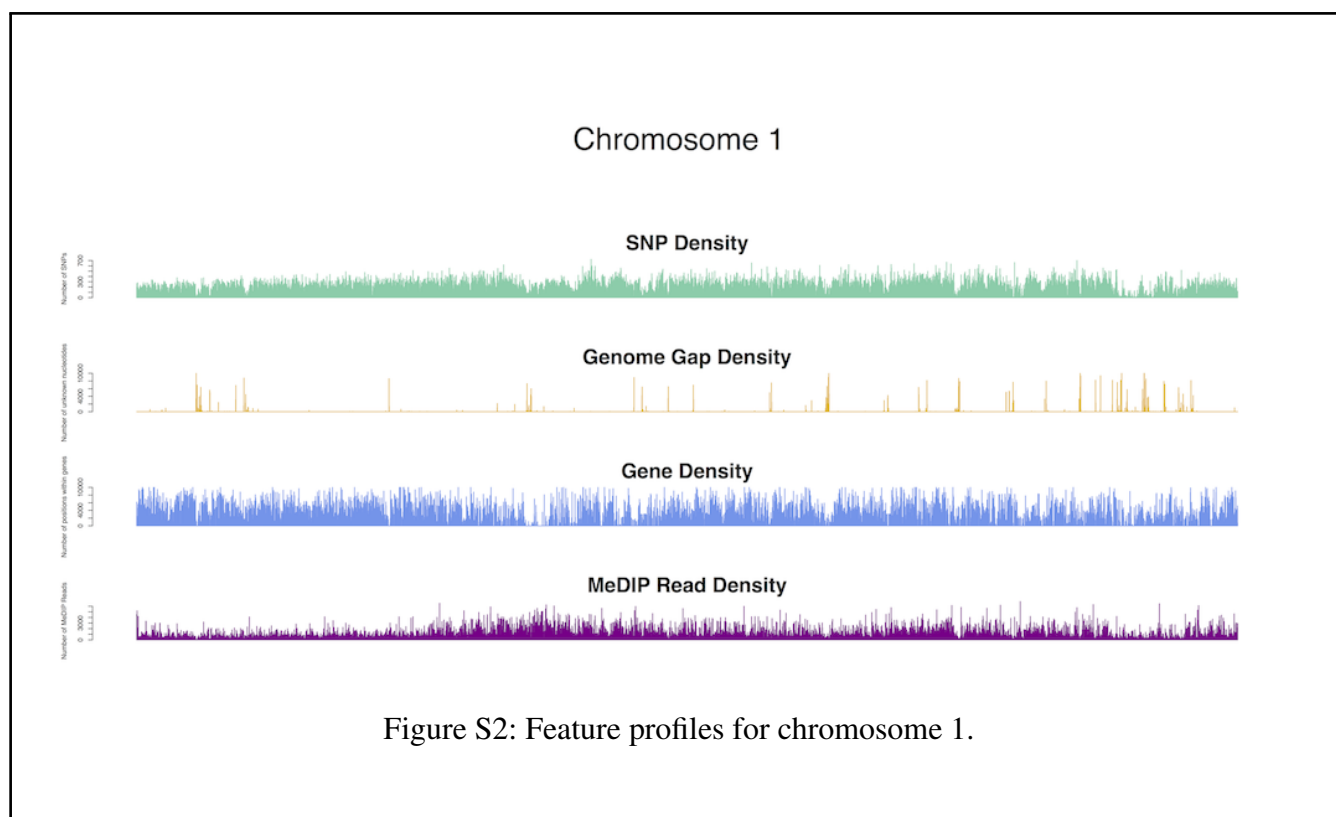 Chromosome 1
SNP Density
Number of SNPs
0 300 700
Genome Gap Density
Number of unknown nucleotides
0 4000 10000
Gene Density
Number of positions within genes
0 4000 10000
MeDIP Read Density
Number of MeDIP Reads
0 3000
Figure S2: Feature profiles for chromosome 1.